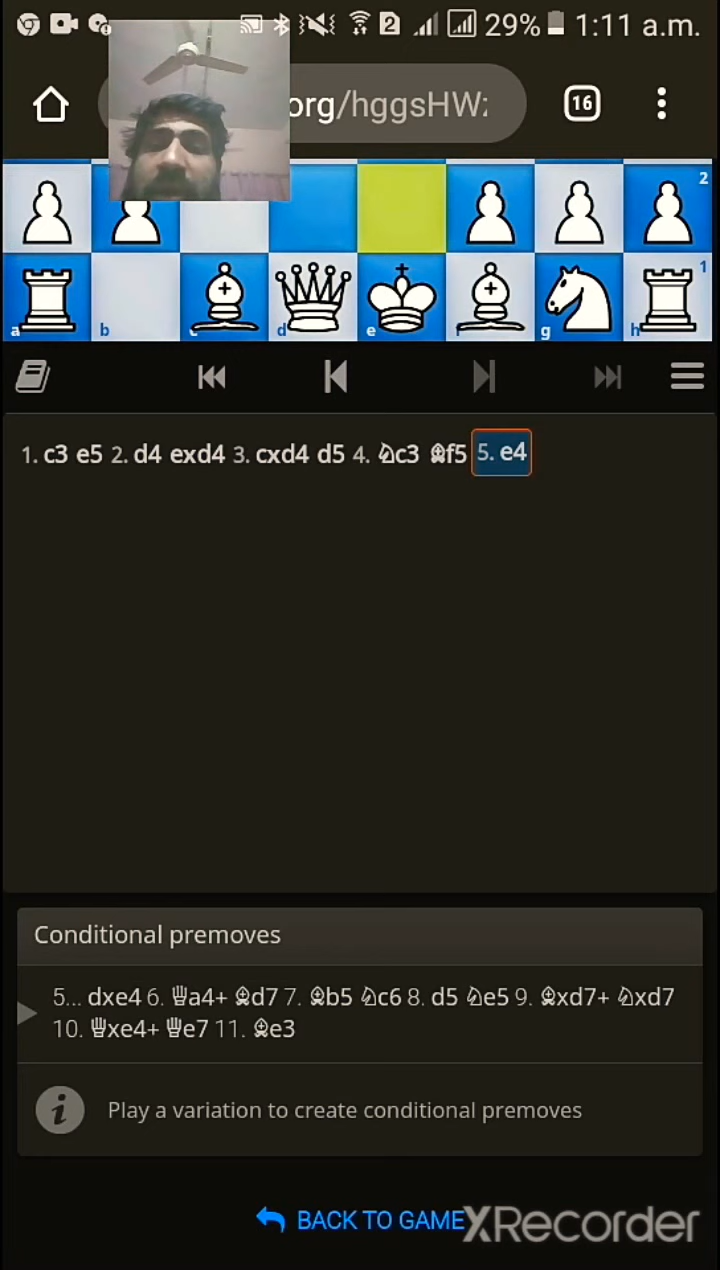 29% 1:11 a.m.
org/hggsHW
16
2
1
a b c d e f g h
1. c3 e5 2. d4 exd4 3. cxd4 d5 4. ♘c3 ♗f5 5. e4
Conditional premoves
5... dxe4 6. ♕a4+ ♗d7 7. ♗b5 ♘c6 8. d5 ♘e5 9. ♗xd7+ ♘xd7
10. ♕xe4+ ♕e7 11. ♗e3
Play a variation to create conditional premoves
BACK TO GAME
XRecorder